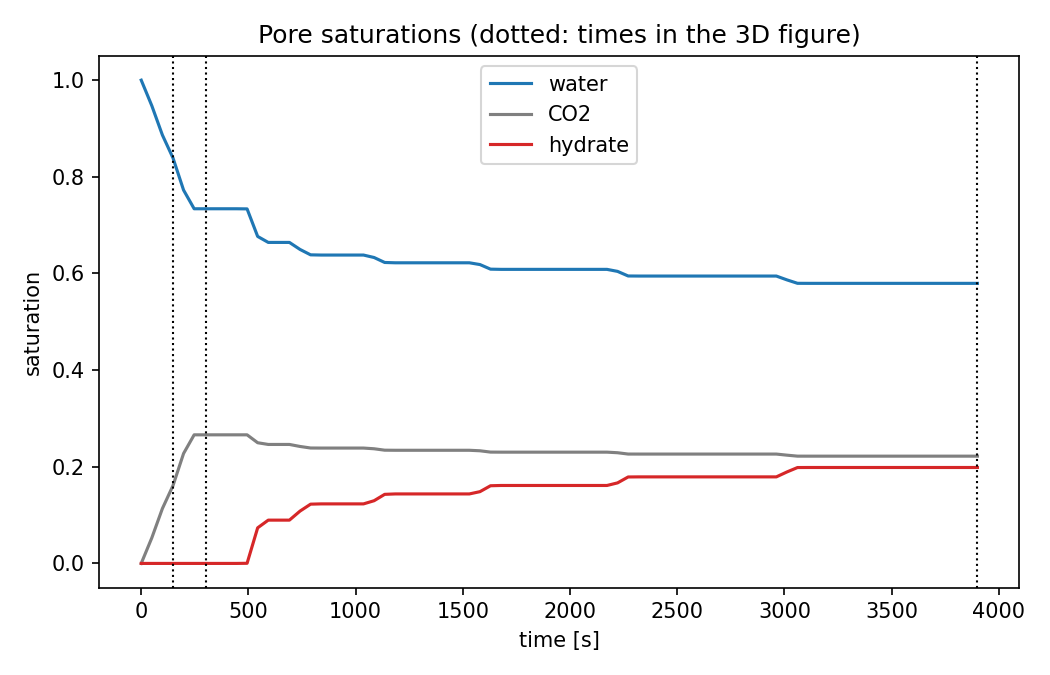 Pore saturations (dotted: times in the 3D figure)
water
CO2
hydrate
1.0
0.8
0.6
0.4
0.2
0.0
saturation
0 500 1000 1500 2000 2500 3000 3500 4000
time [s]